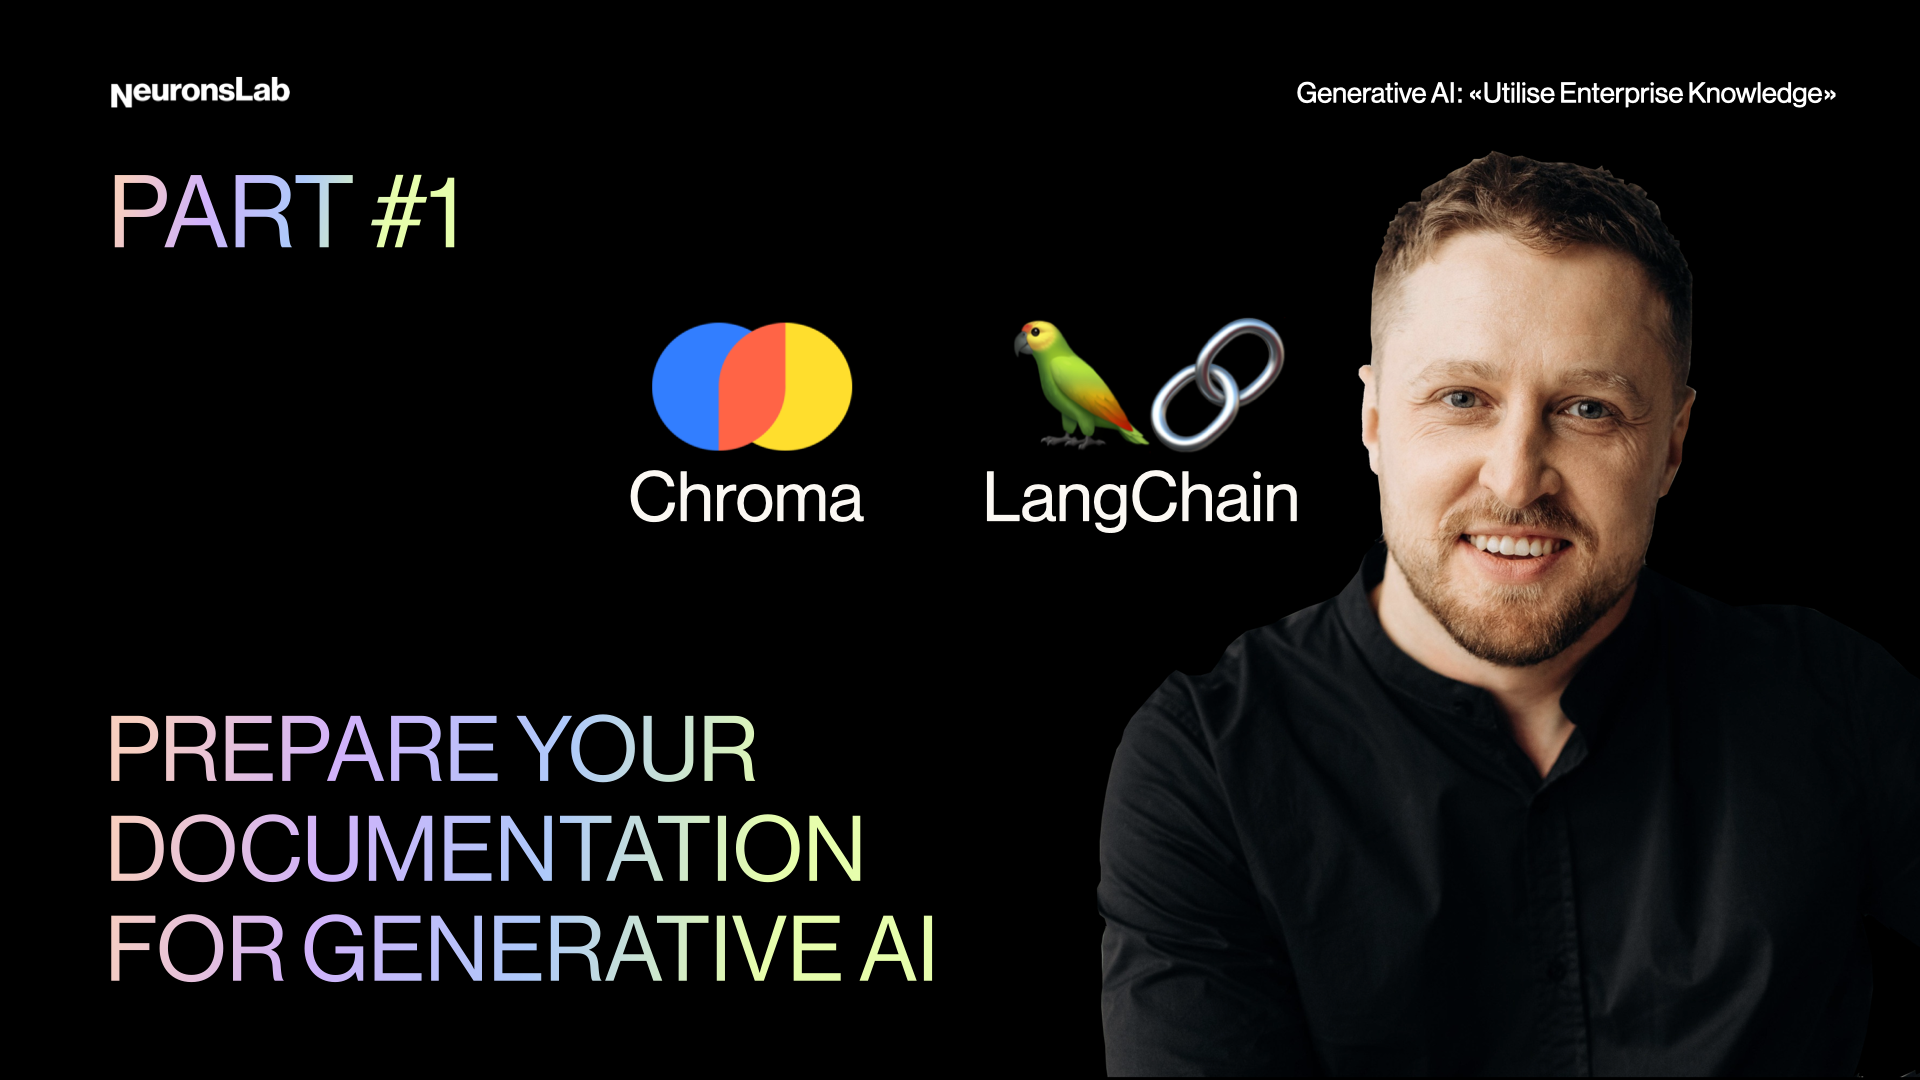 NeuronsLab
Generative AI: «Utilise Enterprise Knowledge»
PART #1
Chroma
LangChain
PREPARE YOUR
DOCUMENTATION
FOR GENERATIVE AI